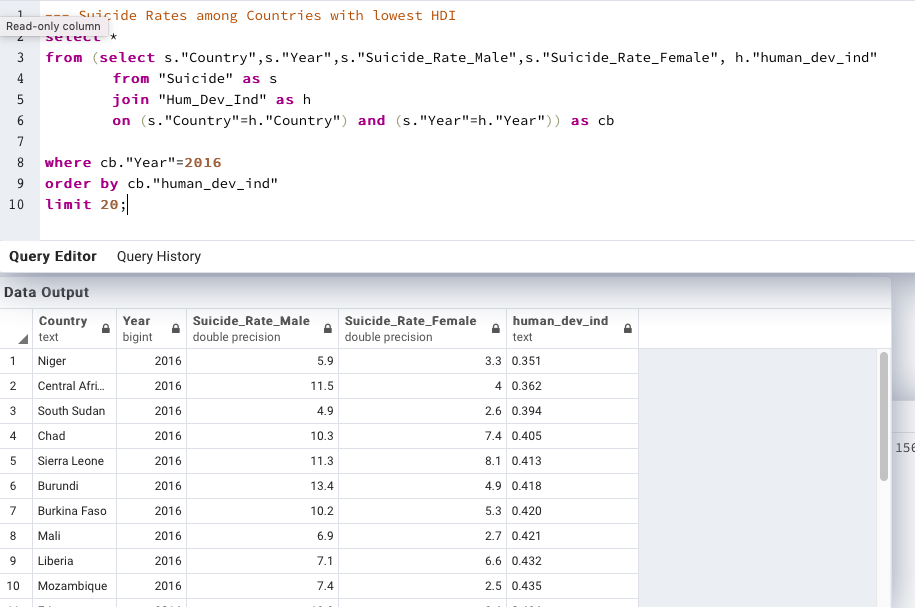 1 --- Suicide Rates among Countries with lowest HDI
Read-only column
2 select *
3 from (select s."Country",s."Year",s."Suicide_Rate_Male",s."Suicide_Rate_Female", h."human_dev_ind"
4 from "Suicide" as s
5 join "Hum_Dev_Ind" as h
6 on (s."Country"=h."Country") and (s."Year"=h."Year")) as cb
7
8 where cb."Year"=2016
9 order by cb."human_dev_ind"
10 limit 20;
Query Editor Query History
Data Output
Country Year Suicide_Rate_Male Suicide_Rate_Female human_dev_ind
text bigint double precision double precision text
1 Niger 2016 5.9 3.3 0.351
2 Central Afri... 2016 11.5 4 0.362
3 South Sudan 2016 4.9 2.6 0.394
4 Chad 2016 10.3 7.4 0.405
5 Sierra Leone 2016 11.3 8.1 0.413
156
6 Burundi 2016 13.4 4.9 0.418
7 Burkina Faso 2016 10.2 5.3 0.420
8 Mali 2016 6.9 2.7 0.421
9 Liberia 2016 7.1 6.6 0.432
10 Mozambique 2016 7.4 2.5 0.435